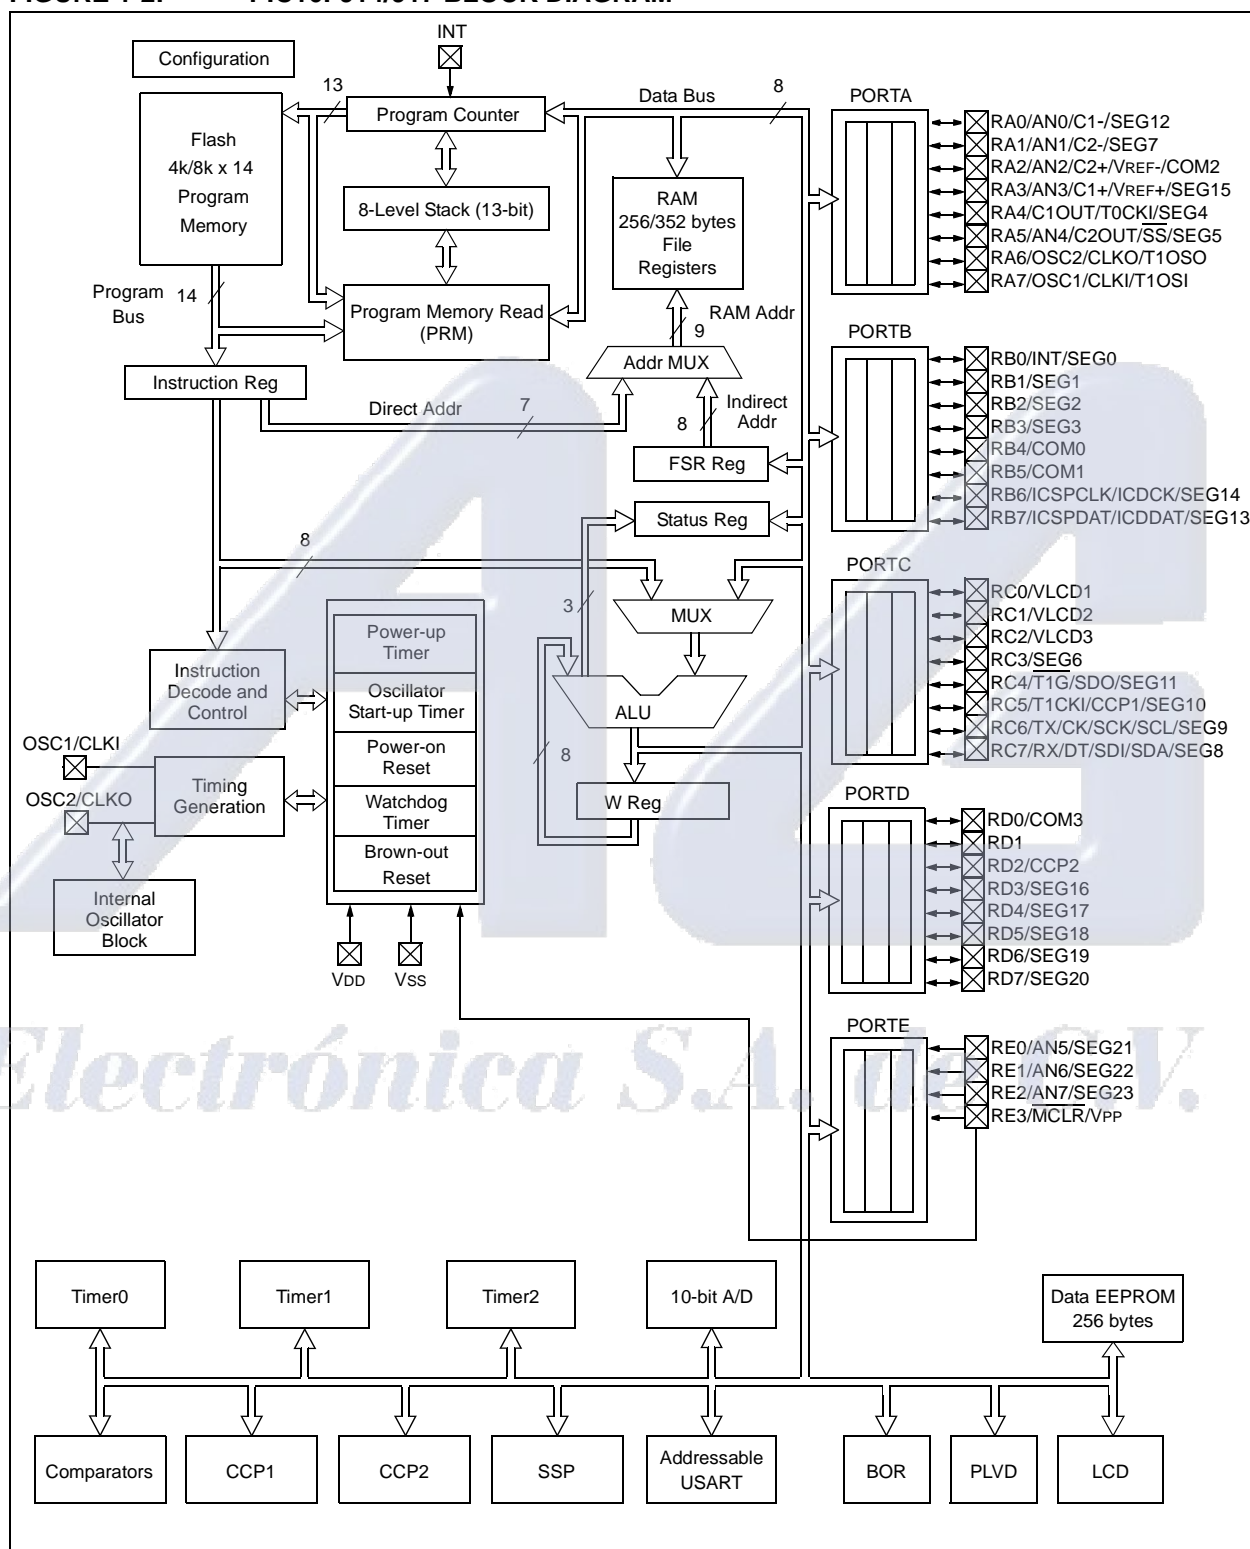 INT
Configuration
13
8
Data Bus
PORTA
Program Counter
Flash
4k/8k x 14
Program
Memory
8-Level Stack (13-bit)
RAM
256/352 bytes
File
Registers
RA0/AN0/C1-/SEG12
RA1/AN1/C2-/SEG7
RA2/AN2/C2+/VREF-/COM2
RA3/AN3/C1+/VREF+/SEG15
RA4/C1OUT/T0CKI/SEG4
RA5/AN4/C2OUT/SS/SEG5
RA6/OSC2/CLKO/T1OSO
RA7/OSC1/CLKI/T1OSI
Program
Bus
14
Program Memory Read
(PRM)
RAM Addr
9
PORTB
Addr MUX
Instruction Reg
Direct Addr
7
Indirect
Addr
8
FSR Reg
Status Reg
RB0/INT/SEG0
RB1/SEG1
RB2/SEG2
RB3/SEG3
RB4/COM0
RB5/COM1
RB6/ICSPCLK/ICDCK/SEG14
RB7/ICSPDAT/ICDDAT/SEG13
8
3
MUX
PORTC
Power-up
Timer
Instruction
Decode and
Control
Oscillator
Start-up Timer
ALU
RC0/VLCD1
RC1/VLCD2
RC2/VLCD3
RC3/SEG6
RC4/T1G/SDO/SEG11
RC5/T1CKI/CCP1/SEG10
RC6/TX/CK/SCK/SCL/SEG9
RC7/RX/DT/SDI/SDA/SEG8
OSC1/CLKI
Power-on
Reset
8
Timing
Generation
OSC2/CLKO
Watchdog
Timer
W Reg
PORTD
Brown-out
Reset
Internal
Oscillator
Block
RD0/COM3
RD1
RD2/CCP2
RD3/SEG16
RD4/SEG17
RD5/SEG18
RD6/SEG19
RD7/SEG20
VDD
VSS
PORTE
RE0/AN5/SEG21
RE1/AN6/SEG22
RE2/AN7/SEG23
RE3/MCLR/VPP
Electrónica S.A. de C.V.
Timer0
Timer1
Timer2
10-bit A/D
Data EEPROM
256 bytes
Comparators
CCP1
CCP2
SSP
Addressable
USART
BOR
PLVD
LCD